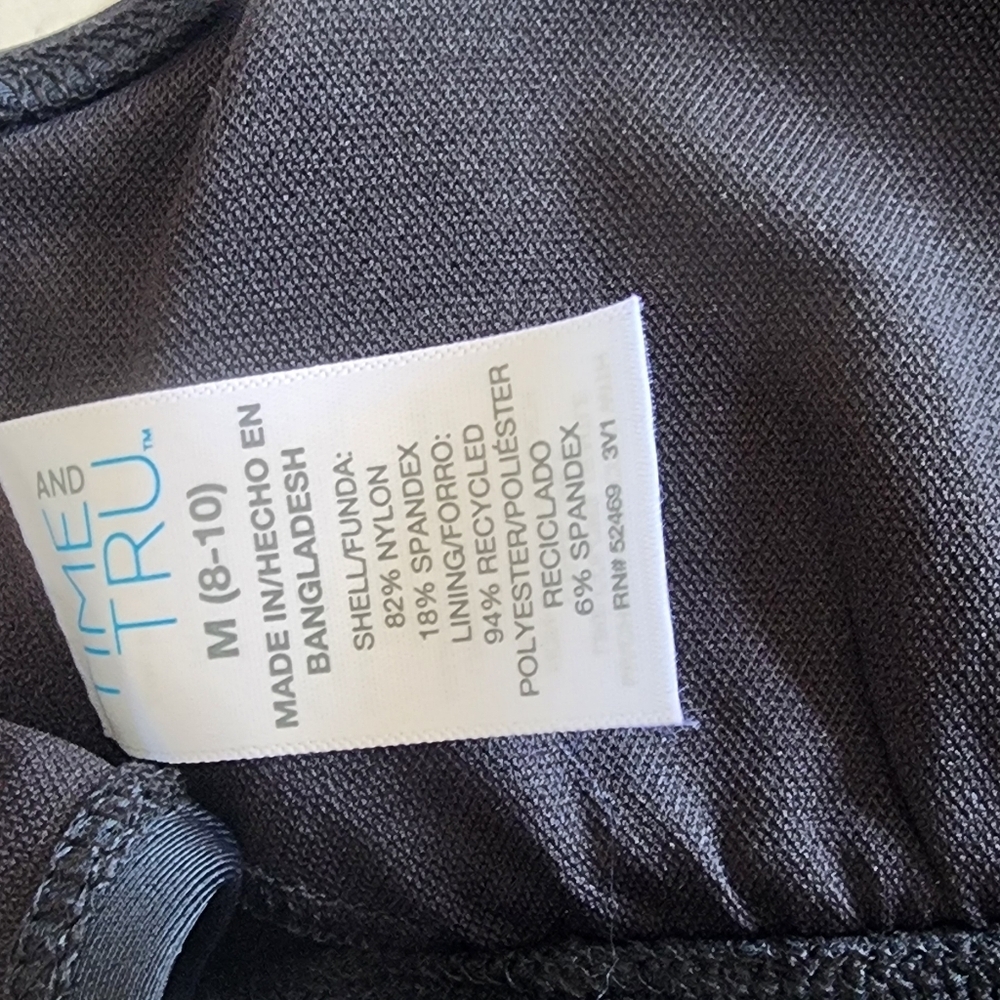 TIME
AND
TRU™
M (8-10)
MADE IN/HECHO EN
BANGLADESH
SHELL/FUNDA:
82% NYLON
18% SPANDEX
LINING/FORRO:
94% RECYCLED
POLYESTER/POLIÉSTER
RECICLADO
6% SPANDEX
RN# 52469 3V1